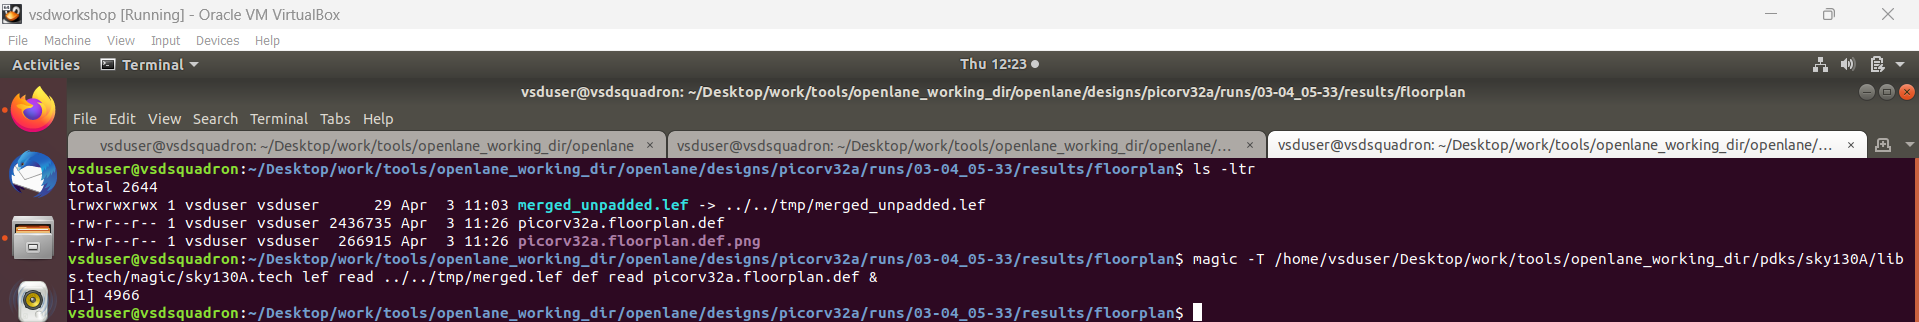 vsdworkshop [Running] - Oracle VM VirtualBox
File Machine View Input Devices Help
Activities Terminal Thu 12:23
vsduser@vsdsquadron: ~/Desktop/work/tools/openlane_working_dir/openlane/designs/picorv32a/runs/03-04_05-33/results/floorplan
File Edit View Search Terminal Tabs Help
vsduser@vsdsquadron: ~/Desktop/work/tools/openlane_working_dir/openlane × vsduser@vsdsquadron: ~/Desktop/work/tools/openlane_working_dir/openlane/... × vsduser@vsdsquadron: ~/Desktop/work/tools/openlane_working_dir/openlane/... ×
vsduser@vsdsquadron:~/Desktop/work/tools/openlane_working_dir/openlane/designs/picorv32a/runs/03-04_05-33/results/floorplan$ ls -ltr
total 2644
lrwxrwxrwx 1 vsduser vsduser      29 Apr  3 11:03 merged_unpadded.lef -> ../../tmp/merged_unpadded.lef
-rw-r--r-- 1 vsduser vsduser 2436735 Apr  3 11:26 picorv32a.floorplan.def
-rw-r--r-- 1 vsduser vsduser  266915 Apr  3 11:26 picorv32a.floorplan.def.png
vsduser@vsdsquadron:~/Desktop/work/tools/openlane_working_dir/openlane/designs/picorv32a/runs/03-04_05-33/results/floorplan$ magic -T /home/vsduser/Desktop/work/tools/openlane_working_dir/pdks/sky130A/lib
s.tech/magic/sky130A.tech lef read ../../tmp/merged.lef def read picorv32a.floorplan.def &
[1] 4966
vsduser@vsdsquadron:~/Desktop/work/tools/openlane_working_dir/openlane/designs/picorv32a/runs/03-04_05-33/results/floorplan$